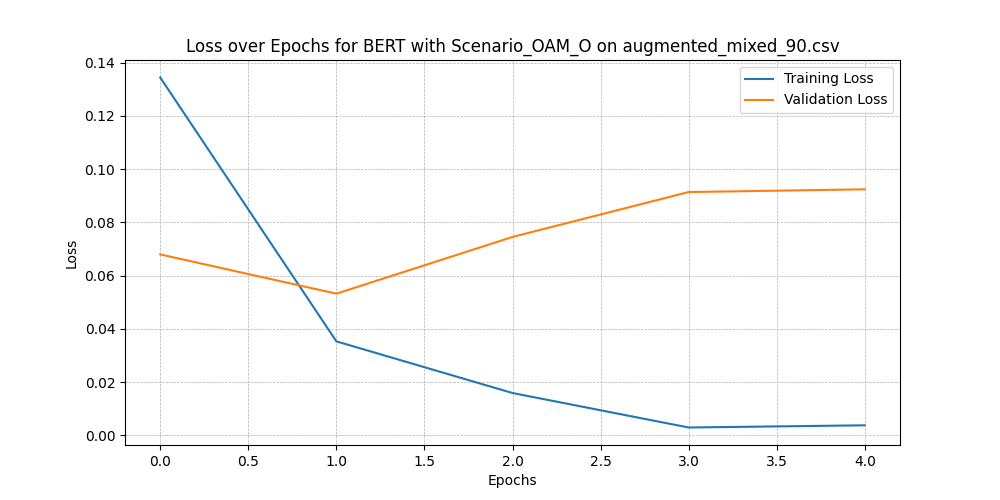 Loss over Epochs for BERT with Scenario_OAM_O on augmented_mixed_90.csv
Training Loss
Validation Loss
Loss
0.14
0.12
0.10
0.08
0.06
0.04
0.02
0.00
0.0 0.5 1.0 1.5 2.0 2.5 3.0 3.5 4.0
Epochs